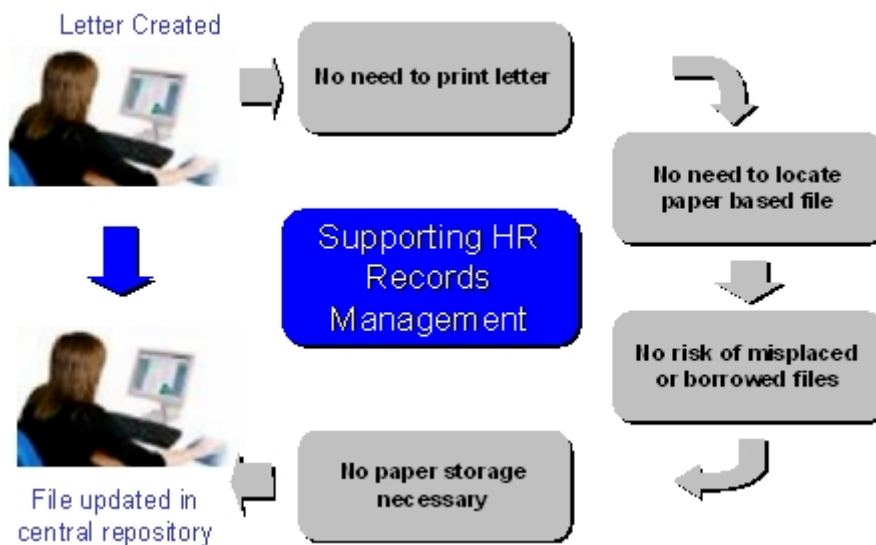 Letter Created
No need to print letter
No need to locate
paper based file
Supporting HR
Records
Management
No risk of misplaced
or borrowed files
No paper storage
necessary
File updated in
central repository